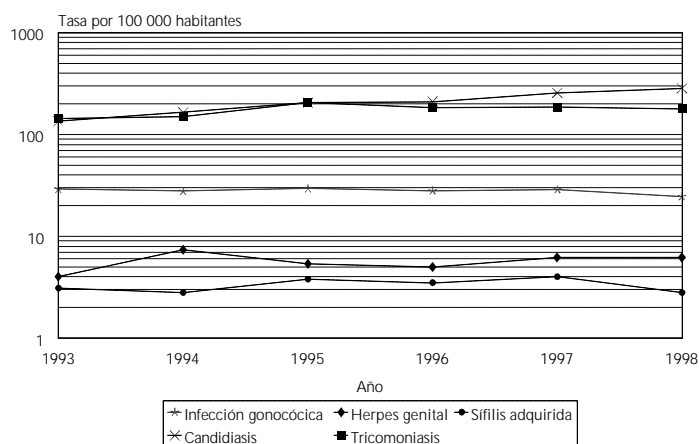 Tasa por 100 000 habitantes
1000
100
10
1
1993 1994 1995 1996 1997 1998
Año
Infección gonocócica Herpes genital Sífilis adquirida
Candidiasis Tricomoniasis